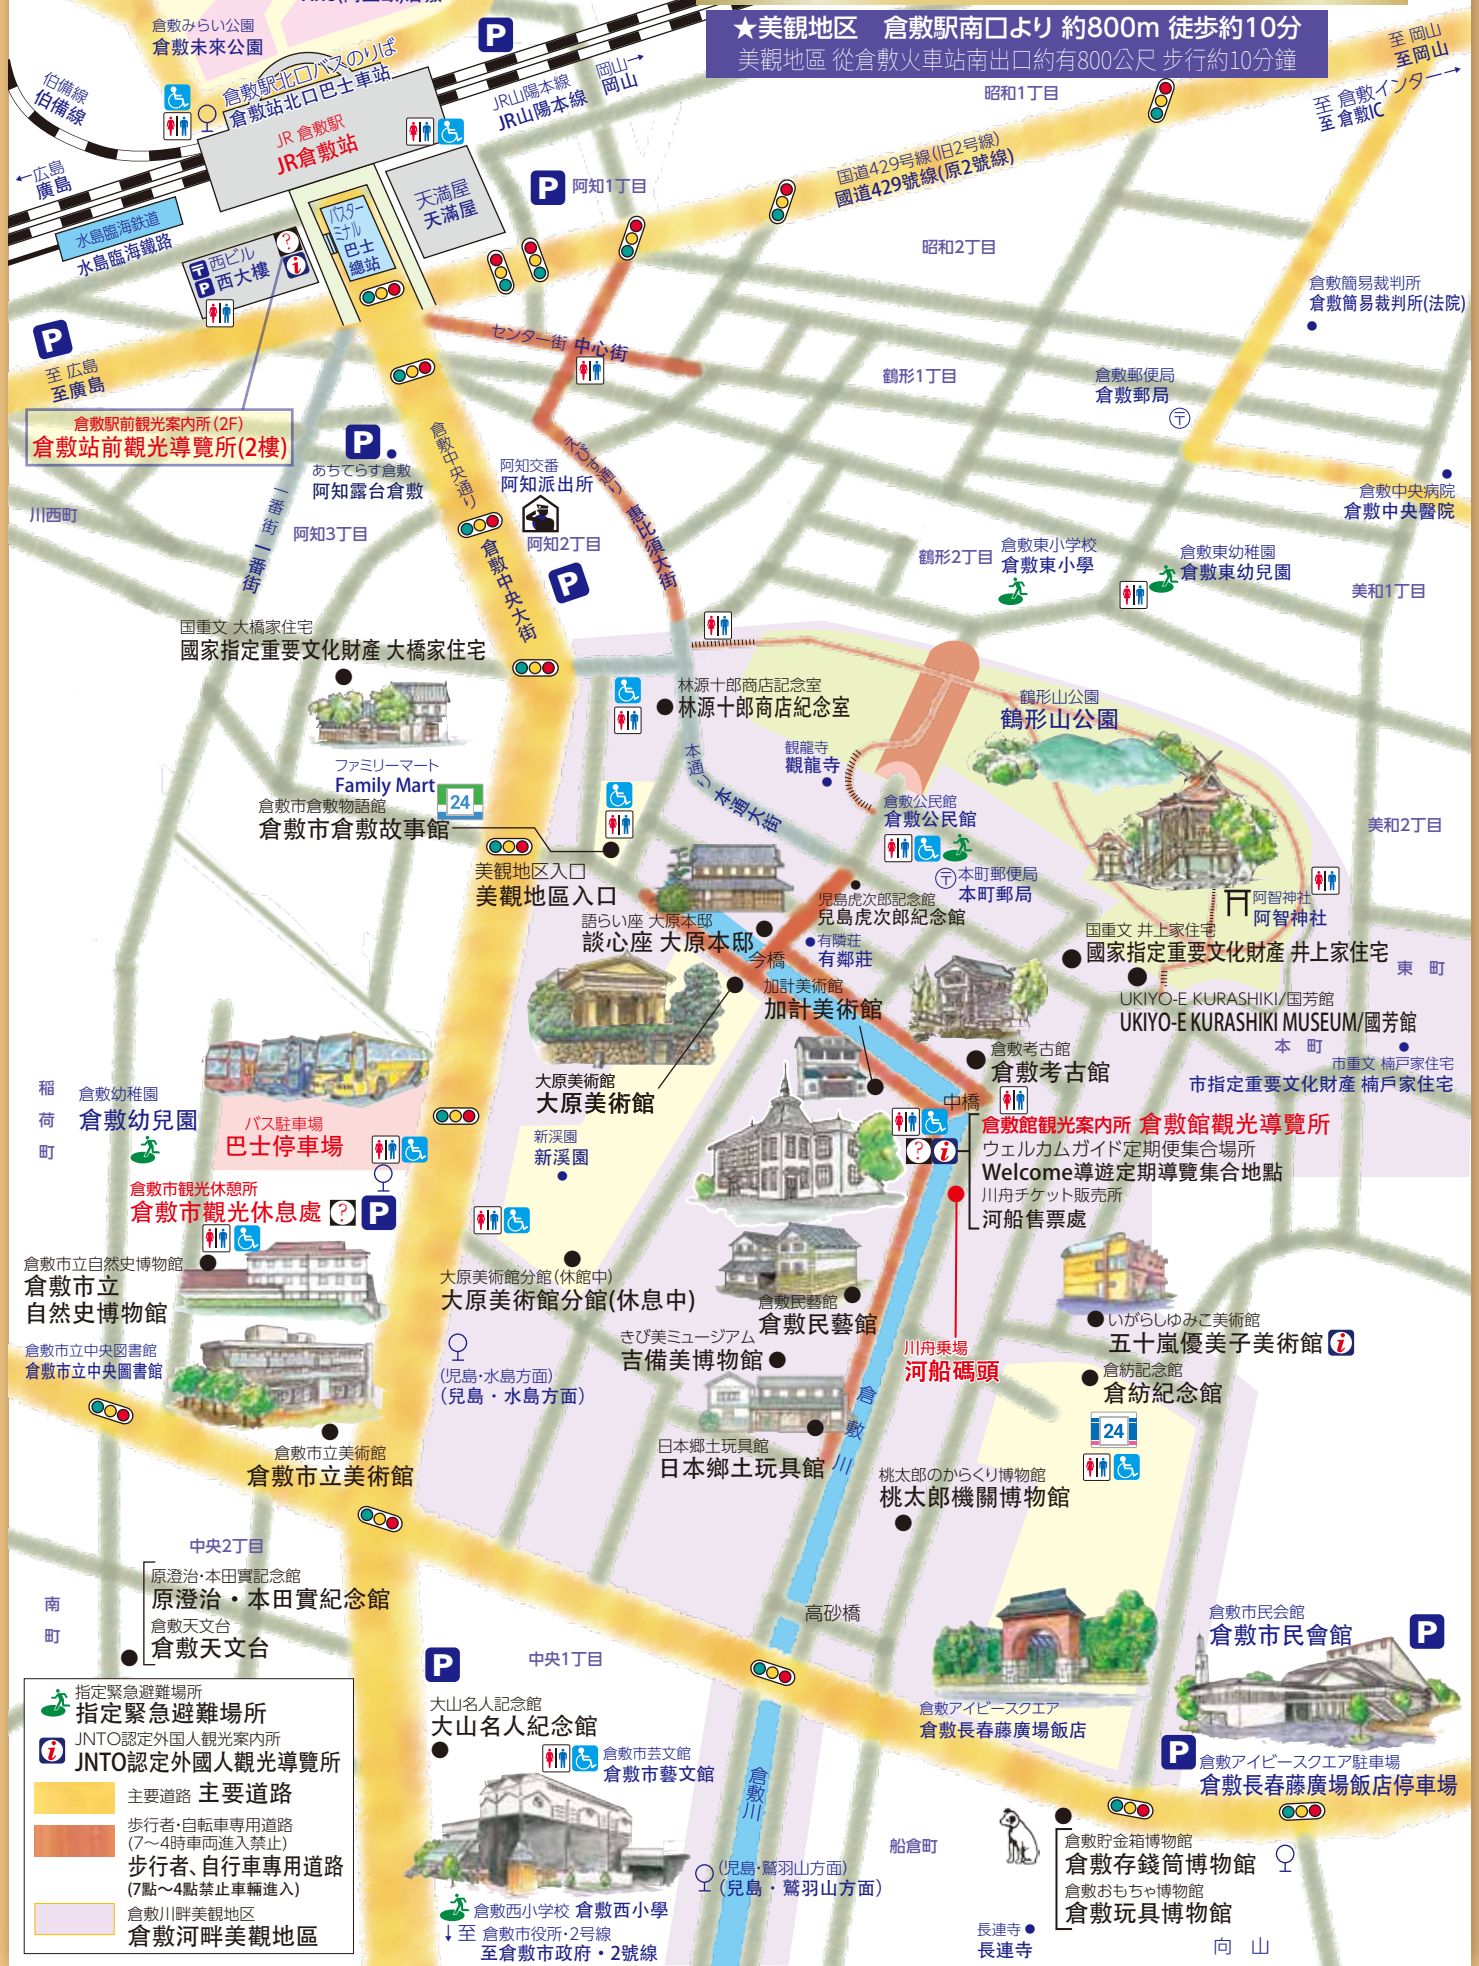 ★美観地区　倉敷駅南口より 約800m 徒歩約10分
美觀地區 從倉敷火車站南出口約有800公尺 步行約10分鐘
倉敷みらい公園
倉敷未來公園
P
倉敷駅北口バスのりば
倉敷站北口巴士車站
伯備線
伯備線
JR山陽本線
JR山陽本線
岡山→
岡山
至 岡山
至岡山
至 倉敷インター→
至 倉敷IC
昭和1丁目
JR 倉敷駅
JR倉敷站
←広島
廣島
水島臨海鉄道
水島臨海鐵路
天満屋
天滿屋
バスターミナル
巴士總站
P
阿知1丁目
国道429号線(旧2号線)
國道429號線(原2號線)
昭和2丁目
西ビル
西大樓
P
至 広島
至廣島
倉敷簡易裁判所
倉敷簡易裁判所(法院)
センター街 中心街
鶴形1丁目
倉敷郵便局
倉敷郵局
倉敷駅前観光案内所(2F)
倉敷站前觀光導覽所(2樓)
P
あちてらす倉敷
阿知露台倉敷
倉敷中央通り
倉敷中央大街
阿知交番
阿知派出所
えびす通り
惠比須大街
倉敷中央病院
倉敷中央醫院
川西町
一番街 一番街
阿知3丁目
阿知2丁目
P
鶴形2丁目
倉敷東小学校
倉敷東小學
倉敷東幼稚園
倉敷東幼兒園
美和1丁目
国重文 大橋家住宅
國家指定重要文化財產 大橋家住宅
林源十郎商店記念室
林源十郎商店紀念室
鶴形山公園
鶴形山公園
ファミリーマート
Family Mart
24
本通り 本通大街
観龍寺
觀龍寺
倉敷市倉敷物語館
倉敷市倉敷故事館
倉敷公民館
倉敷公民館
美和2丁目
美観地区入口
美觀地區入口
本町郵便局
本町郵局
児島虎次郎記念館
兒島虎次郎紀念館
阿智神社
阿智神社
語らい座 大原本邸
談心座 大原本邸
今橋
有隣荘
有鄰莊
国重文 井上家住宅
國家指定重要文化財產 井上家住宅
東 町
加計美術館
加計美術館
UKIYO-E KURASHIKI/国芳館
UKIYO-E KURASHIKI MUSEUM/國芳館
本 町
倉敷考古館
倉敷考古館
市重文 楠戸家住宅
市指定重要文化財產 楠戶家住宅
大原美術館
大原美術館
稲荷町
倉敷幼稚園
倉敷幼兒園
バス駐車場
巴士停車場
中橋
倉敷館観光案内所 倉敷館觀光導覽所
ウェルカムガイド定期便集合場所
Welcome導遊定期導覽集合地點
川舟チケット販売所
河船售票處
新渓園
新溪園
倉敷市観光休憩所
倉敷市觀光休息處
P
倉敷市立自然史博物館
倉敷市立
自然史博物館
大原美術館分館(休館中)
大原美術館分館(休息中)
倉敷民藝館
倉敷民藝館
いがらしゆみこ美術館
五十嵐優美子美術館
きび美ミュージアム
吉備美博物館
川舟乗場
河船碼頭
倉敷市立中央図書館
倉敷市立中央圖書館
(児島・水島方面)
(兒島・水島方面)
倉紡記念館
倉紡紀念館
24
倉敷川
倉敷市立美術館
倉敷市立美術館
日本郷土玩具館
日本鄉土玩具館
桃太郎のからくり博物館
桃太郎機關博物館
中央2丁目
南町
原澄治・本田實記念館
原澄治・本田實紀念館
倉敷天文台
倉敷天文台
高砂橋
中央1丁目
P
倉敷市民会館
倉敷市民會館
P
倉敷アイビースクエア
倉敷長春藤廣場飯店
大山名人記念館
大山名人紀念館
P
倉敷アイビースクエア駐車場
倉敷長春藤廣場飯店停車場
倉敷市芸文館
倉敷市藝文館
倉敷川
船倉町
倉敷貯金箱博物館
倉敷存錢筒博物館
倉敷おもちゃ博物館
倉敷玩具博物館
(児島・鷲羽山方面)
(兒島・鷲羽山方面)
倉敷西小学校 倉敷西小學
↓至 倉敷市役所・2号線
至倉敷市政府・2號線
長連寺
長連寺
向 山
指定緊急避難場所
指定緊急避難場所
JNTO認定外国人観光案内所
JNTO認定外國人觀光導覽所
主要道路 主要道路
歩行者・自転車専用道路
(7～4時車両進入禁止)
步行者、自行車專用道路
(7點～4點禁止車輛進入)
倉敷川畔美観地区
倉敷河畔美觀地區